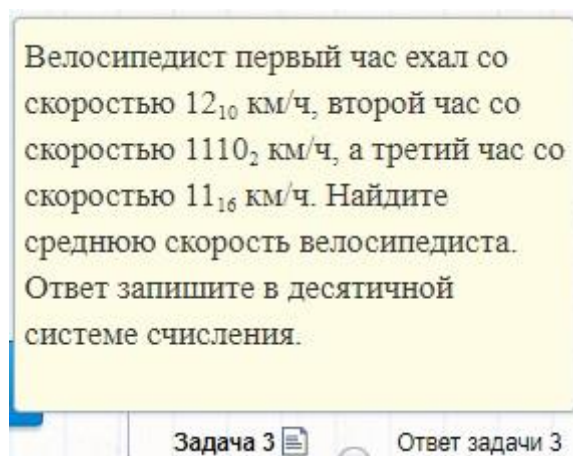 Велосипедист первый час ехал со
скоростью 12₁₀ км/ч, второй час со
скоростью 1110₂ км/ч, а третий час со
скоростью 11₁₆ км/ч. Найдите
среднюю скорость велосипедиста.
Ответ запишите в десятичной
системе счисления.
Задача 3 Ответ задачи 3